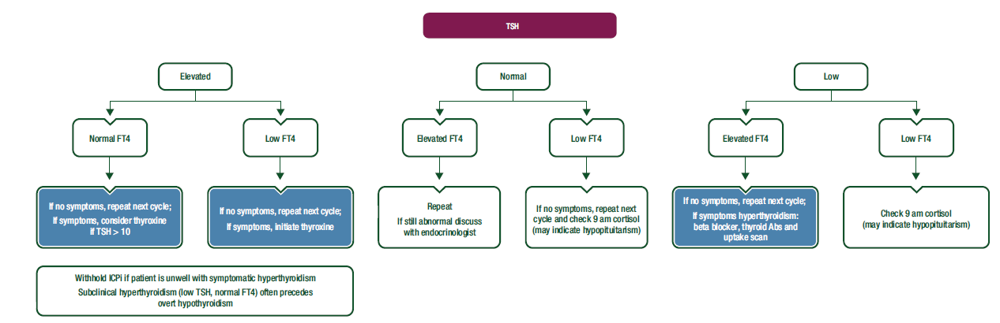 TSH
Elevated
Normal
Low
Normal FT4
Low FT4
Elevated FT4
Low FT4
Elevated FT4
Low FT4
If no symptoms, repeat next cycle;
If symptoms, consider thyroxine
if TSH > 10
If no symptoms, repeat next cycle;
If symptoms, initiate thyroxine
Repeat
If still abnormal discuss
with endocrinologist
If no symptoms, repeat next
cycle and check 9 am cortisol
(may indicate hypopituitarism)
If no symptoms, repeat next cycle;
If symptoms hyperthyroidism:
beta blocker, thyroid Abs and
uptake scan
Check 9 am cortisol
(may indicate hypopituitarism)
Withhold ICPi if patient is unwell with symptomatic hyperthyroidism
Subclinical hyperthyroidism (low TSH, normal FT4) often precedes
overt hypothyroidism